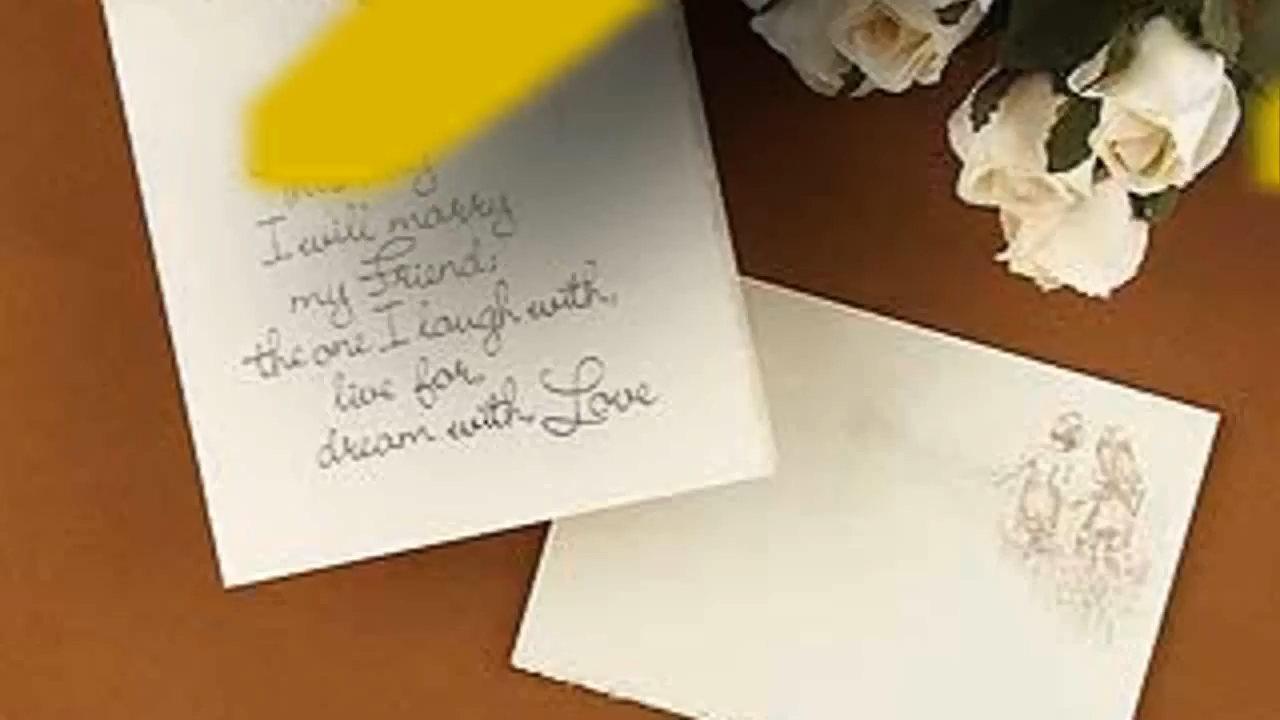 I will marry
my Friend,
the one I laugh with,
live for,
dream with, Love